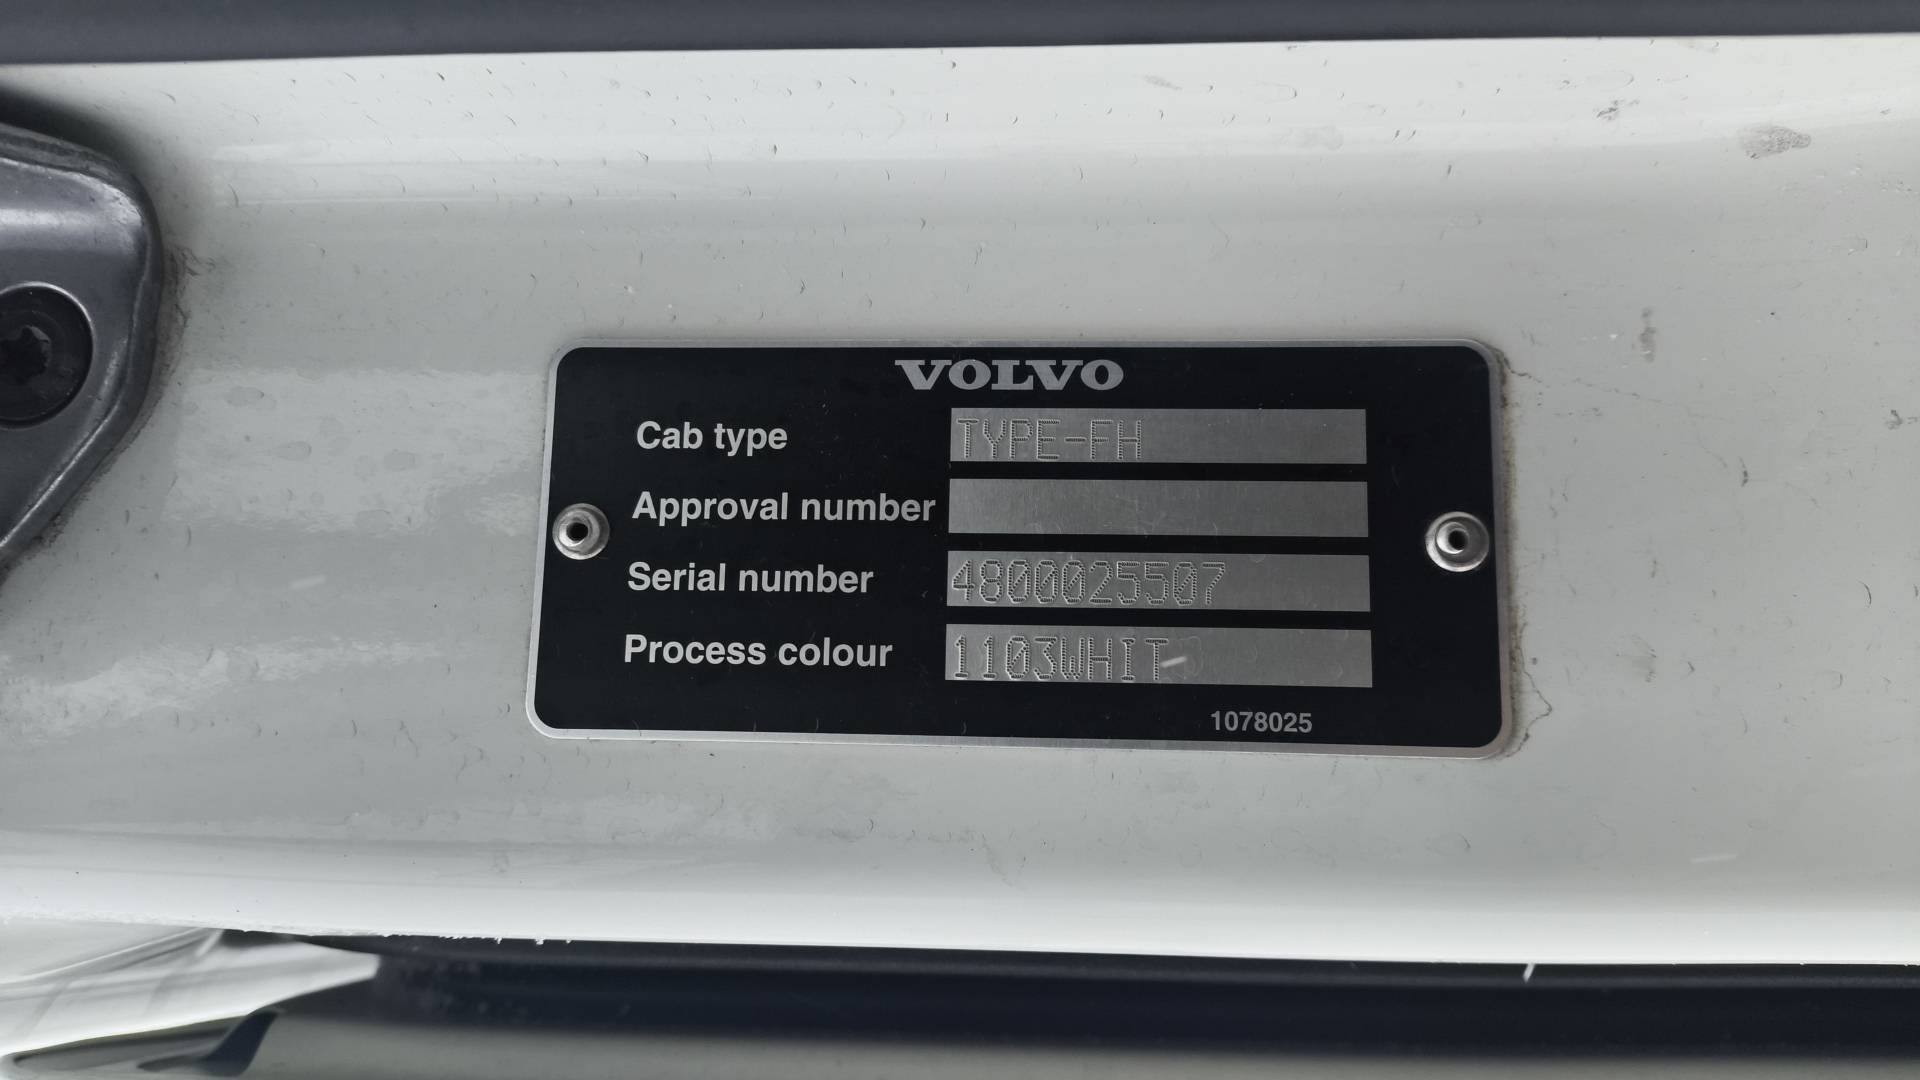 VOLVO
Cab type TYPE-FH
Approval number
Serial number 4800025507
Process colour 1103WHIT
1078025